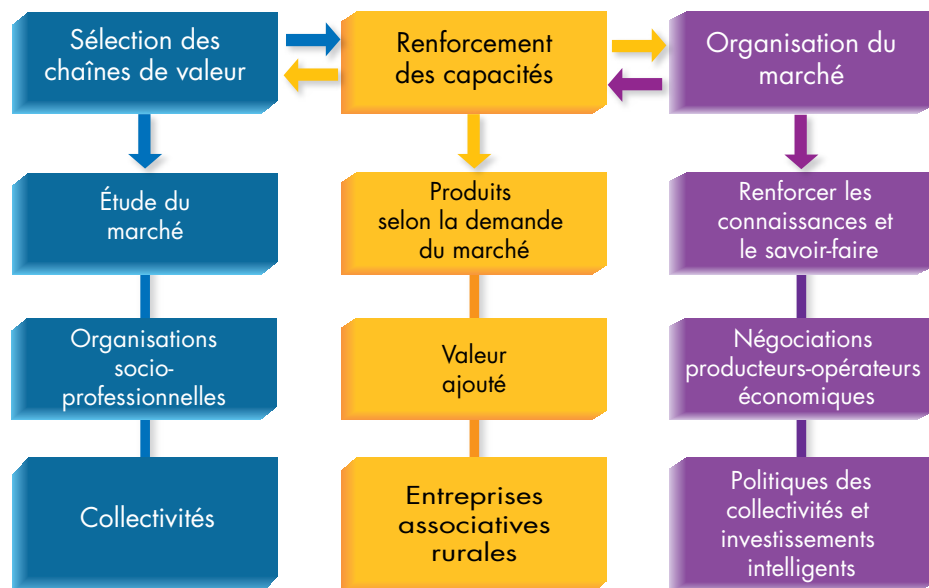 Sélection des
chaînes de valeur
Renforcement
des capacités
Organisation du
marché
Étude du
marché
Produits
selon la demande
du marché
Renforcer les
connaissances et
le savoir-faire
Organisations
socio-
professionnelles
Valeur
ajouté
Négociations
producteurs-opérateurs
économiques
Collectivités
Entreprises
associatives
rurales
Politiques des
collectivités et
investissements
intelligents